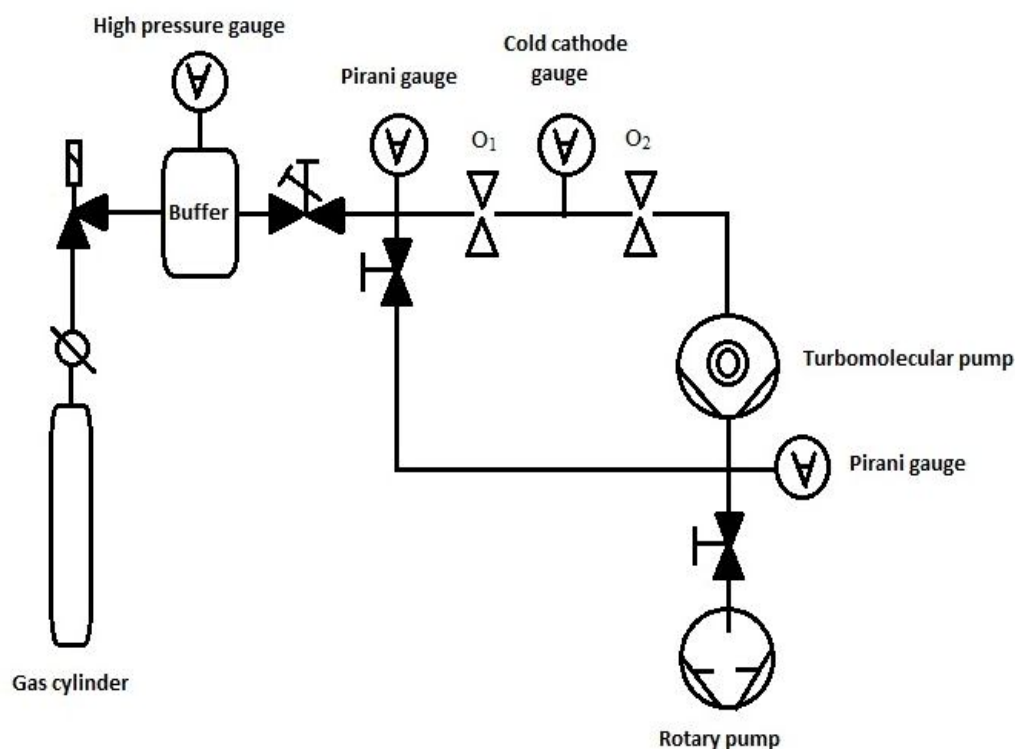 High pressure gauge
Pirani gauge
Cold cathode
gauge
O₁
O₂
Buffer
Turbomolecular pump
Pirani gauge
Gas cylinder
Rotary pump